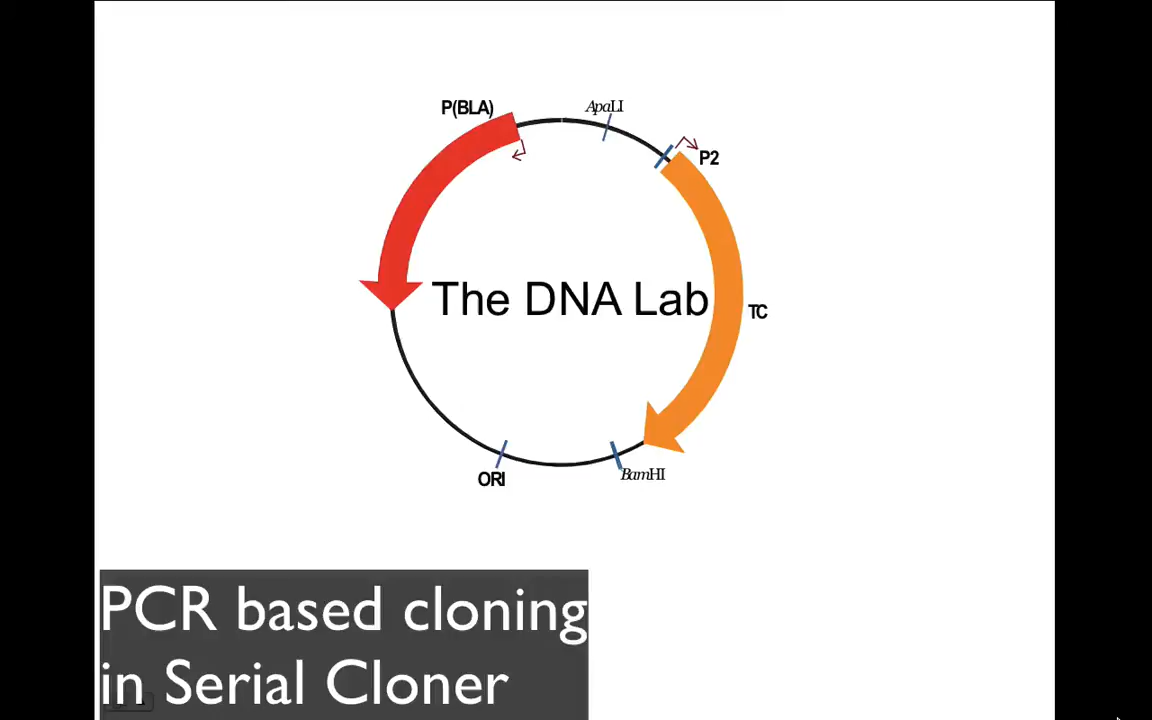 P(BLA)
ApaLI
P2
The DNA Lab
TC
ORI
BamHI
PCR based cloning
in Serial Cloner